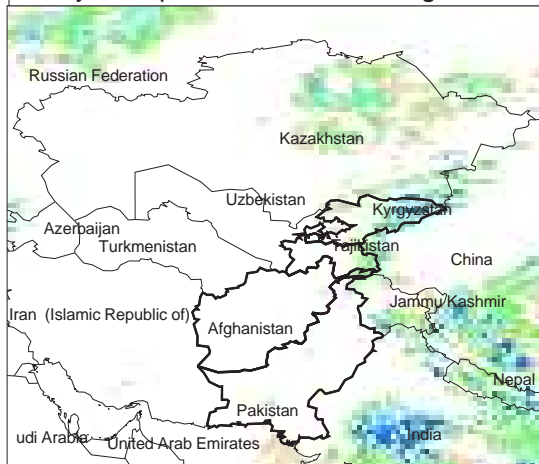 Russian Federation
Kazakhstan
Uzbekistan
Kyrgyzstan
Azerbaijan
Turkmenistan
Tajikistan
China
Jammu Kashmir
Iran (Islamic Republic of)
Afghanistan
Nepal
Pakistan
udi Arabia
United Arab Emirates
India